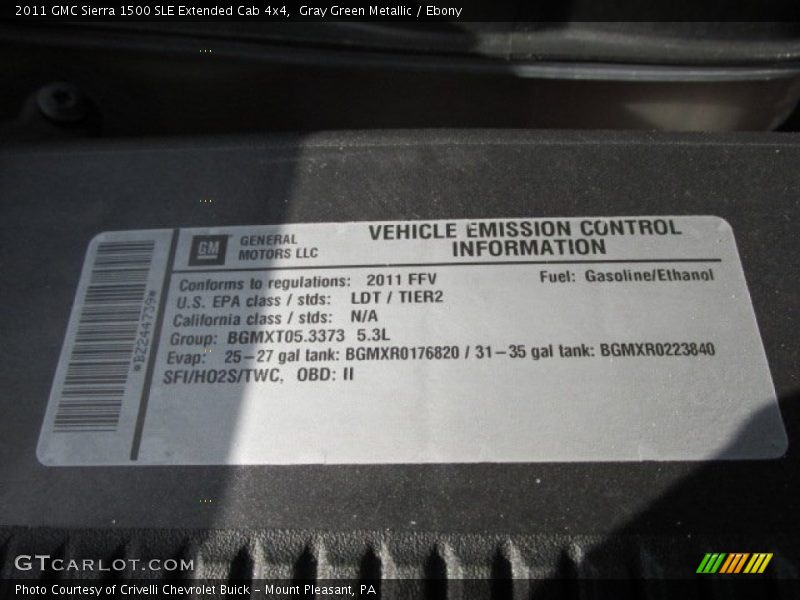 2011 GMC Sierra 1500 SLE Extended Cab 4x4,  Gray Green Metallic / Ebony
GM GENERAL MOTORS LLC
VEHICLE EMISSION CONTROL
INFORMATION
Conforms to regulations: 2011 FFV Fuel: Gasoline/Ethanol
U.S. EPA class / stds: LDT / TIER2
California class / stds: N/A
Group: BGMXT05.3373 5.3L
Evap: 25-27 gal tank: BGMXR0176820 / 31-35 gal tank: BGMXR0223840
SFI/HO2S/TWC, OBD: II
*BZ244739*
GTCARLOT.COM
Photo Courtesy of Crivelli Chevrolet Buick - Mount Pleasant, PA